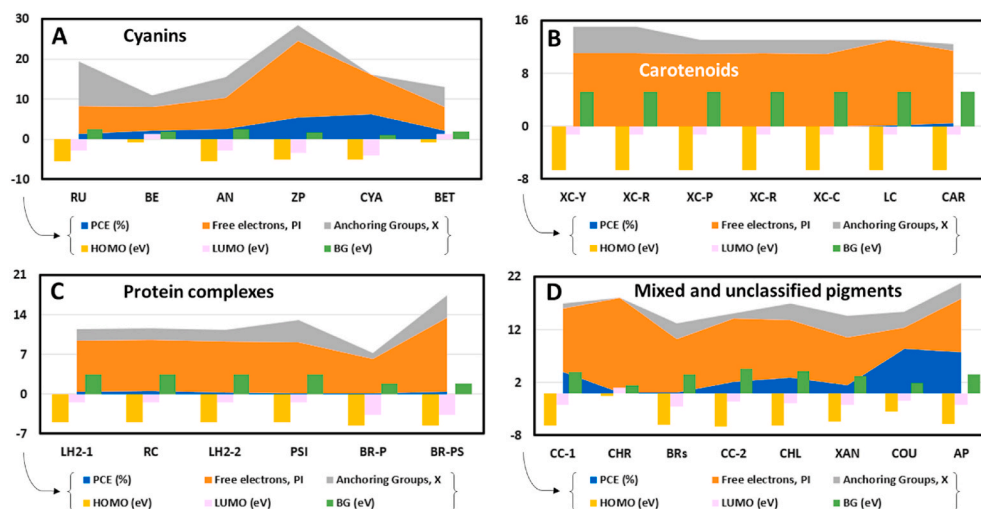 A Cyanins
30
20
10
0
-10
RU BE AN ZP CYA BET
PCE (%) Free electrons, PI Anchoring Groups, X
HOMO (eV) LUMO (eV) BG (eV)
B
Carotenoids
16
8
0
-8
XC-Y XC-R XC-P XC-R XC-C LC CAR
PCE (%) Free electrons, PI Anchoring Groups, X
HOMO (eV) LUMO (eV) BG (eV)
C Protein complexes
21
14
7
0
-7
LH2-1 RC LH2-2 PSI BR-P BR-PS
PCE (%) Free electrons, PI Anchoring Groups, X
HOMO (eV) LUMO (eV) BG (eV)
D Mixed and unclassified pigments
22
12
2
-8
CC-1 CHR BRs CC-2 CHL XAN COU AP
PCE (%) Free electrons, PI Anchoring Groups, X
HOMO (eV) LUMO (eV) BG (eV)